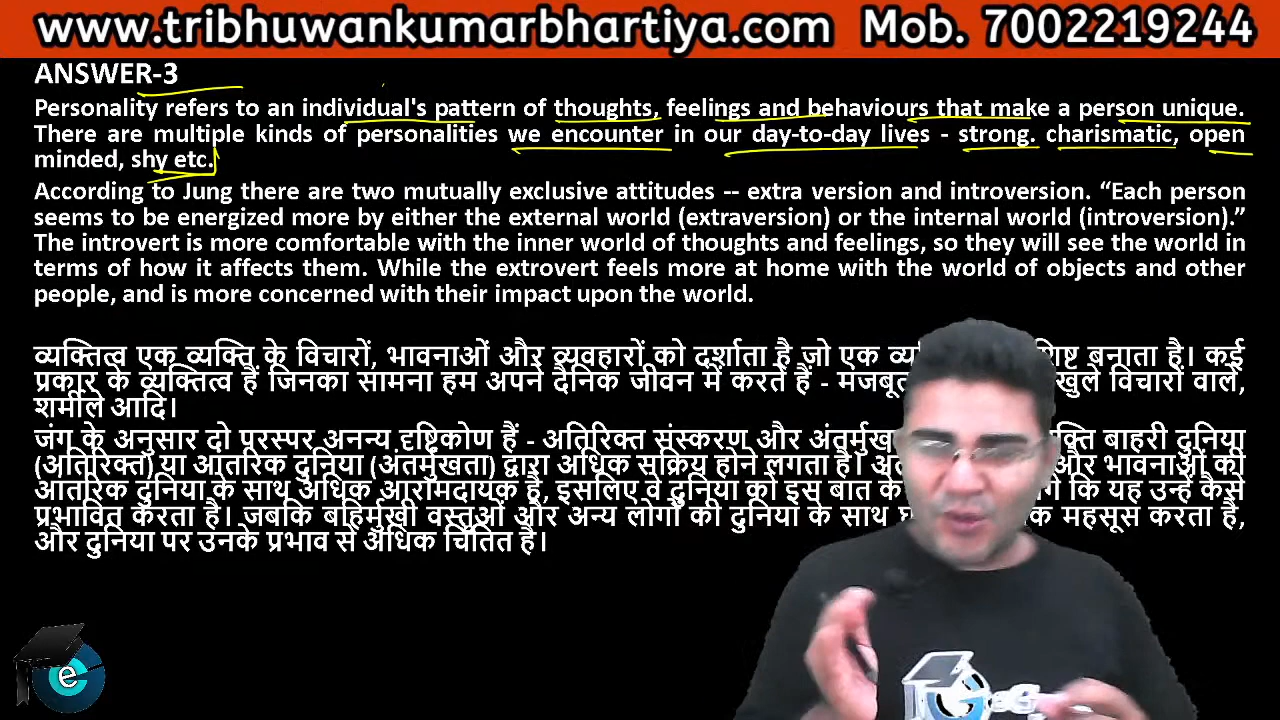 www.tribhuwankumarbhartiya.com Mob. 7002219244
ANSWER-3
Personality refers to an individual's pattern of thoughts, feelings and behaviours that make a person unique.
There are multiple kinds of personalities we encounter in our day-to-day lives - strong. charismatic, open
minded, shy etc.
According to Jung there are two mutually exclusive attitudes -- extra version and introversion. “Each person
seems to be energized more by either the external world (extraversion) or the internal world (introversion).”
The introvert is more comfortable with the inner world of thoughts and feelings, so they will see the world in
terms of how it affects them. While the extrovert feels more at home with the world of objects and other
people, and is more concerned with their impact upon the world.
व्यक्तित्व एक व्यक्ति के विचारों, भावनाओं और व्यवहारों को दर्शाता है जो एक बनाता है। कई
प्रकार के व्यक्तित्व हैं जिनका सामना हम अपने दैनिक जीवन में करते हैं - खुले विचारों वाले,
शर्मीले आदि।
जंग के अनुसार दो परस्पर अनन्य दृष्टिकोण हैं - अतिरिक्त संस्करण और बाहरी दुनिया
(अतिरिक्त) या आंतरिक दुनिया (अंतर्मुखता) द्वारा अधिक सक्रिय होने लगता है। और भावनाओं की
आंतरिक दुनिया के साथ अधिक आरामदायक है, इसलिए वे दुनिया को इस बात के कि यह उन्हें कैसे
प्रभावित करता है। जबकि बहिर्मुखी वस्तुओं और अन्य लोगों की दुनिया के साथ महसूस करता है,
और दुनिया पर उनके प्रभाव से अधिक चिंतित है।
e